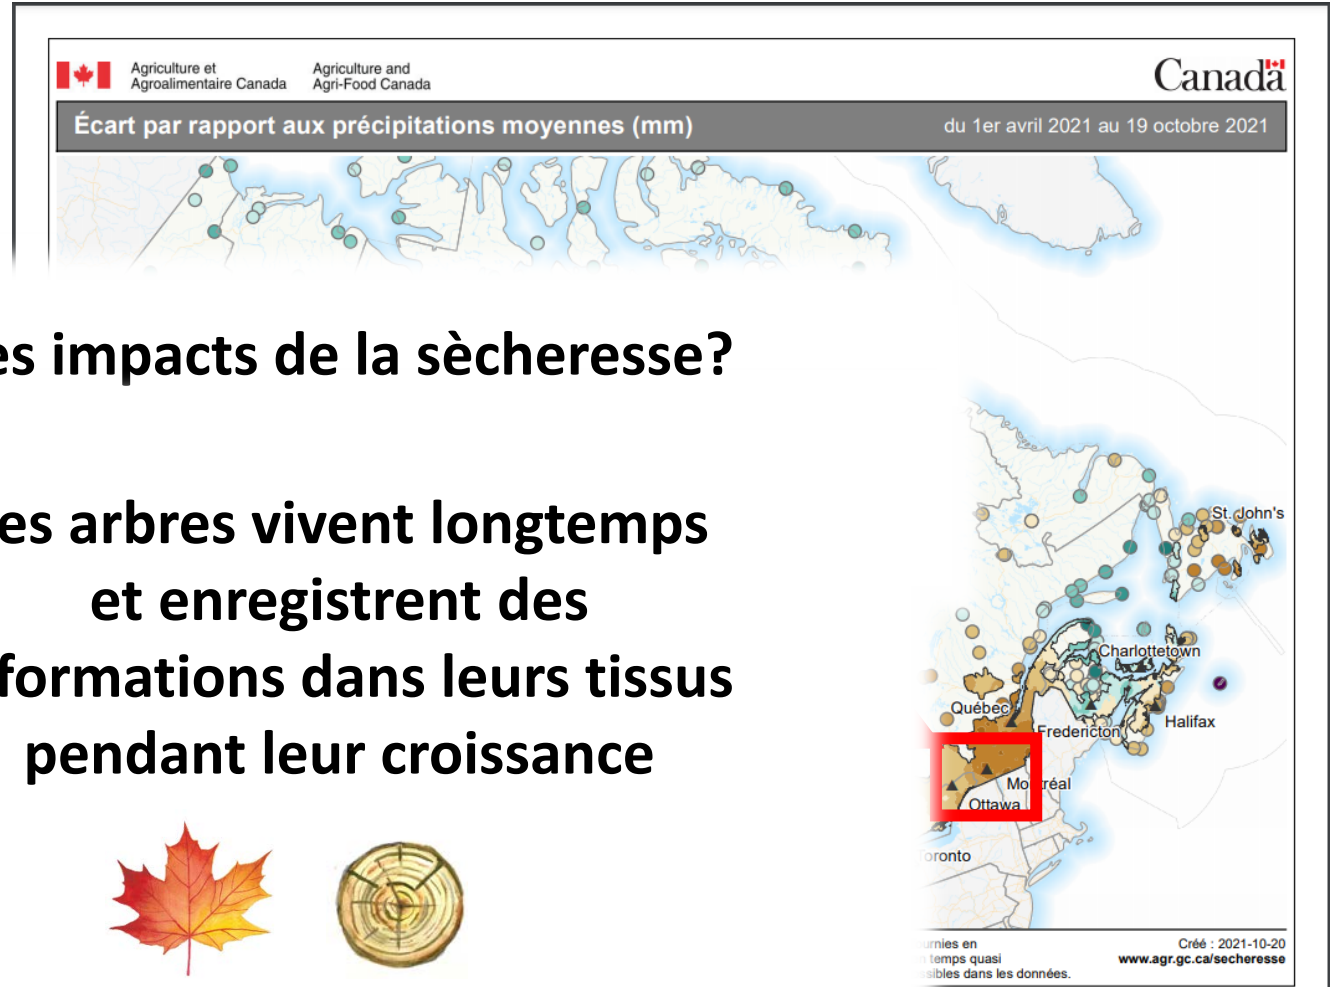 Agriculture et
Agroalimentaire Canada
Agriculture and
Agri-Food Canada
Canada
Écart par rapport aux précipitations moyennes (mm)
du 1er avril 2021 au 19 octobre 2021
es impacts de la sècheresse?
es arbres vivent longtemps
et enregistrent des
formations dans leurs tissus
pendant leur croissance
St. John's
Charlottetown
Québec
Halifax
Fredericton
Montréal
Ottawa
oronto
urnies en
temps quasi
sibles dans les données.
Créé : 2021-10-20
www.agr.gc.ca/secheresse